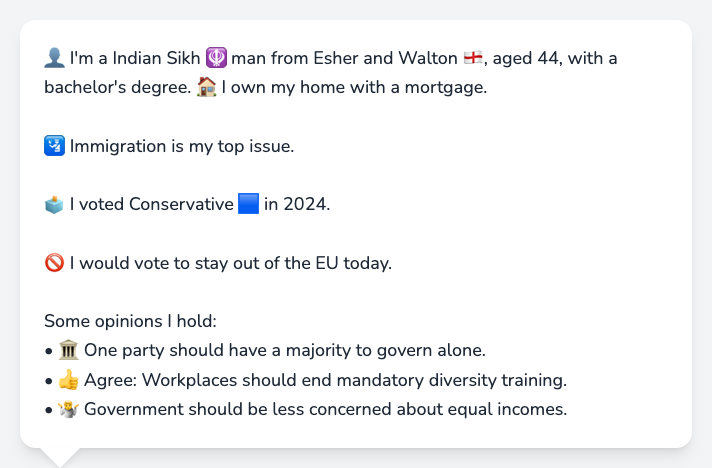 👤 I'm a Indian Sikh 🪯 man from Esher and Walton 🏴󠁧󠁢󠁥󠁮󠁧󠁿, aged 44, with a
bachelor's degree. 🏠 I own my home with a mortgage.
🛂 Immigration is my top issue.
🗳️ I voted Conservative 🟦 in 2024.
🚫 I would vote to stay out of the EU today.
Some opinions I hold:
• 🏛️ One party should have a majority to govern alone.
• 👍 Agree: Workplaces should end mandatory diversity training.
• 🤷 Government should be less concerned about equal incomes.